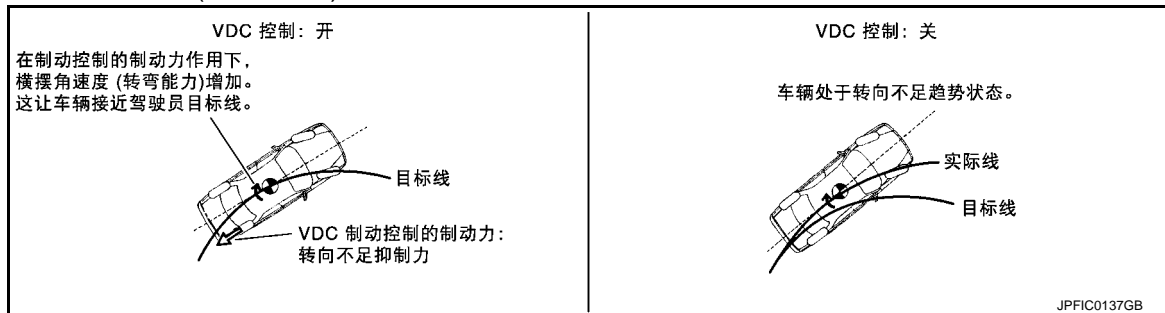 VDC 控制：开
在制动控制的制动力作用下，
横摆角速度 (转弯能力)增加。
这让车辆接近驾驶员目标线。
目标线
VDC 制动控制的制动力：
转向不足抑制力
VDC 控制：关
车辆处于转向不足趋势状态。
实际线
目标线
JPFIC0137GB